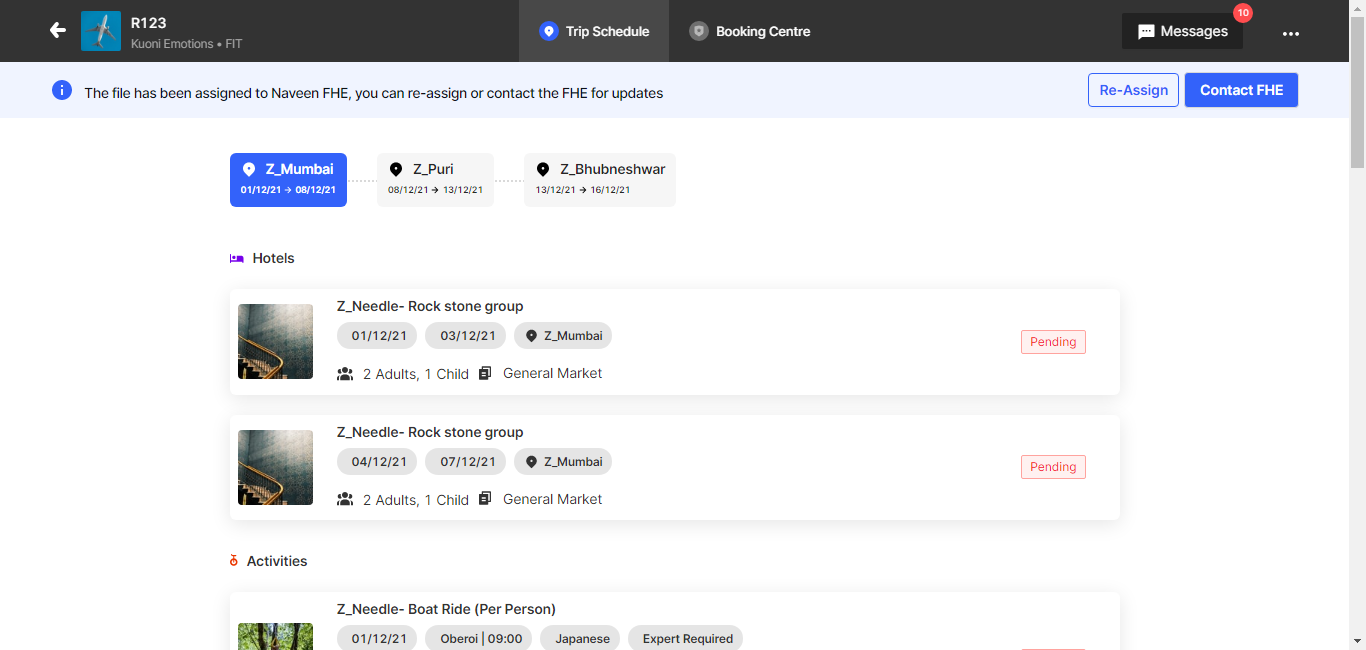 R123
Kuoni Emotions • FIT
Trip Schedule
Booking Centre
Messages
10
The file has been assigned to Naveen FHE, you can re-assign or contact the FHE for updates
Re-Assign
Contact FHE
Z_Mumbai
01/12/21 → 08/12/21
Z_Puri
08/12/21 → 13/12/21
Z_Bhubneshwar
13/12/21 → 16/12/21
Hotels
Z_Needle- Rock stone group
01/12/21 03/12/21 Z_Mumbai
Pending
2 Adults, 1 Child General Market
Z_Needle- Rock stone group
04/12/21 07/12/21 Z_Mumbai
Pending
2 Adults, 1 Child General Market
Activities
Z_Needle- Boat Ride (Per Person)
01/12/21 Oberoi | 09:00 Japanese Expert Required